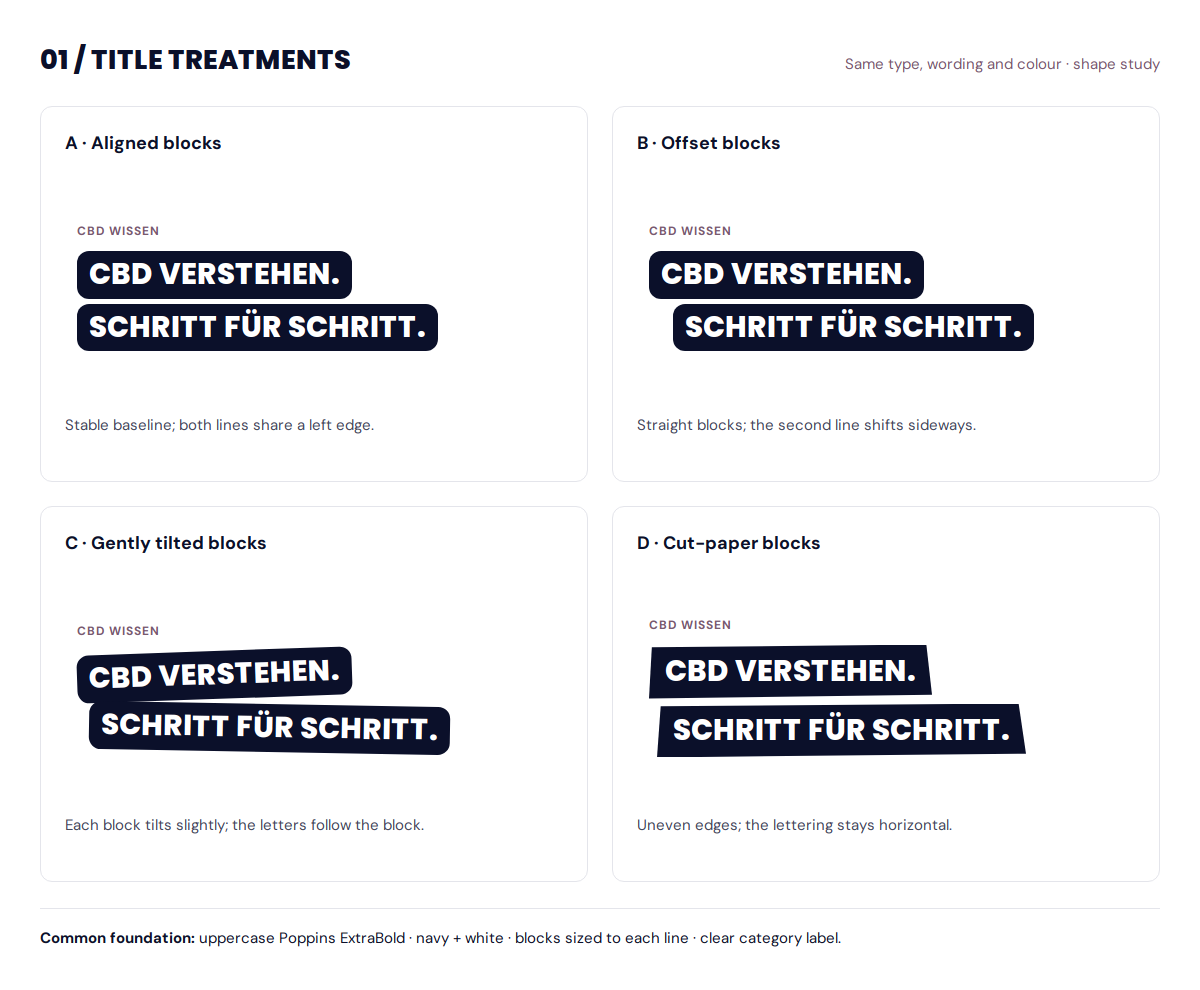 01 / TITLE TREATMENTS
Same type, wording and colour · shape study
A · Aligned blocks
CBD WISSEN
CBD VERSTEHEN.
SCHRITT FÜR SCHRITT.
Stable baseline; both lines share a left edge.
B · Offset blocks
CBD WISSEN
CBD VERSTEHEN.
SCHRITT FÜR SCHRITT.
Straight blocks; the second line shifts sideways.
C · Gently tilted blocks
CBD WISSEN
CBD VERSTEHEN.
SCHRITT FÜR SCHRITT.
Each block tilts slightly; the letters follow the block.
D · Cut-paper blocks
CBD WISSEN
CBD VERSTEHEN.
SCHRITT FÜR SCHRITT.
Uneven edges; the lettering stays horizontal.
Common foundation: uppercase Poppins ExtraBold · navy + white · blocks sized to each line · clear category label.